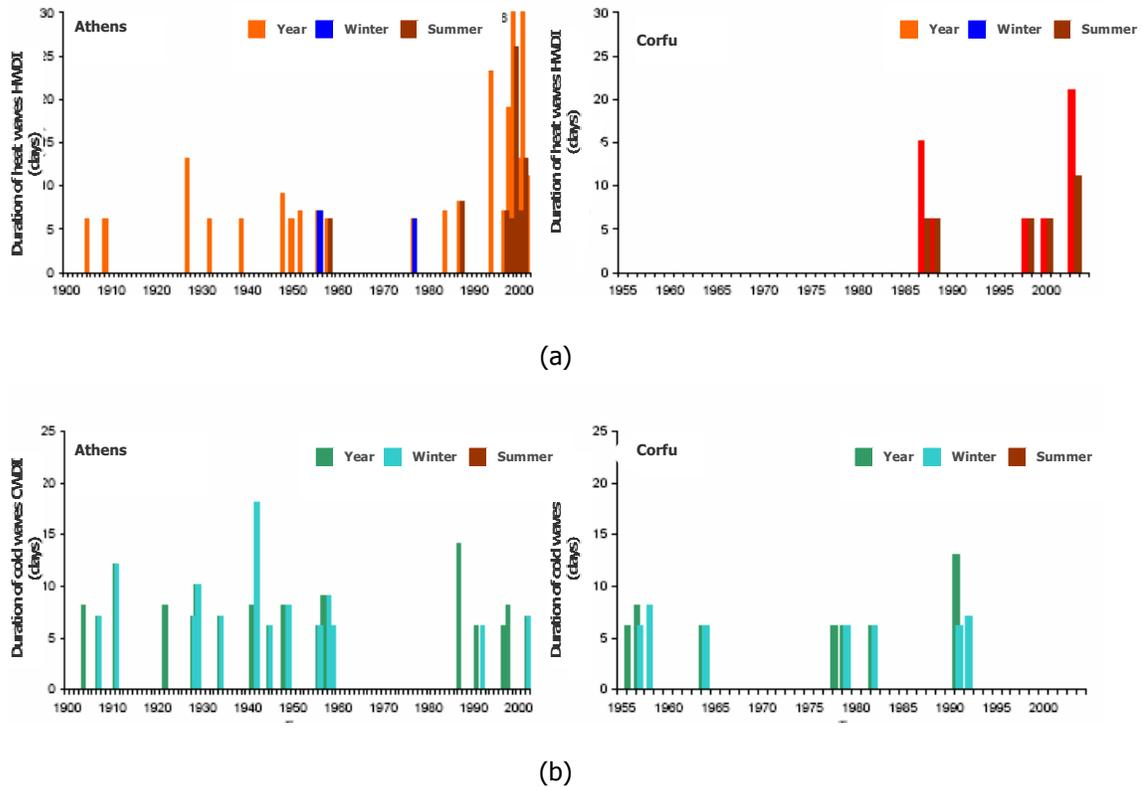 Athens
Year Winter Summer
Duration of heat waves HWDI
(days)
30
25
20
15
10
5
0
1900 1910 1920 1930 1940 1950 1960 1970 1980 1990 2000
Corfu
Year Winter Summer
Duration of heat waves HWDI
(days)
30
25
20
5
10
5
0
1955 1960 1965 1970 1975 1980 1985 1990 1995 2000
(a)
Athens
Year Winter Summer
Duration of cold waves CWDI
(days)
25
20
15
10
5
0
1900 1910 1920 1930 1940 1950 1960 1970 1980 1990 2000
Corfu
Year Winter Summer
Duration of cold waves
(days)
25
20
15
10
5
0
1955 1960 1965 1970 1975 1980 1985 1990 1995 2000
(b)